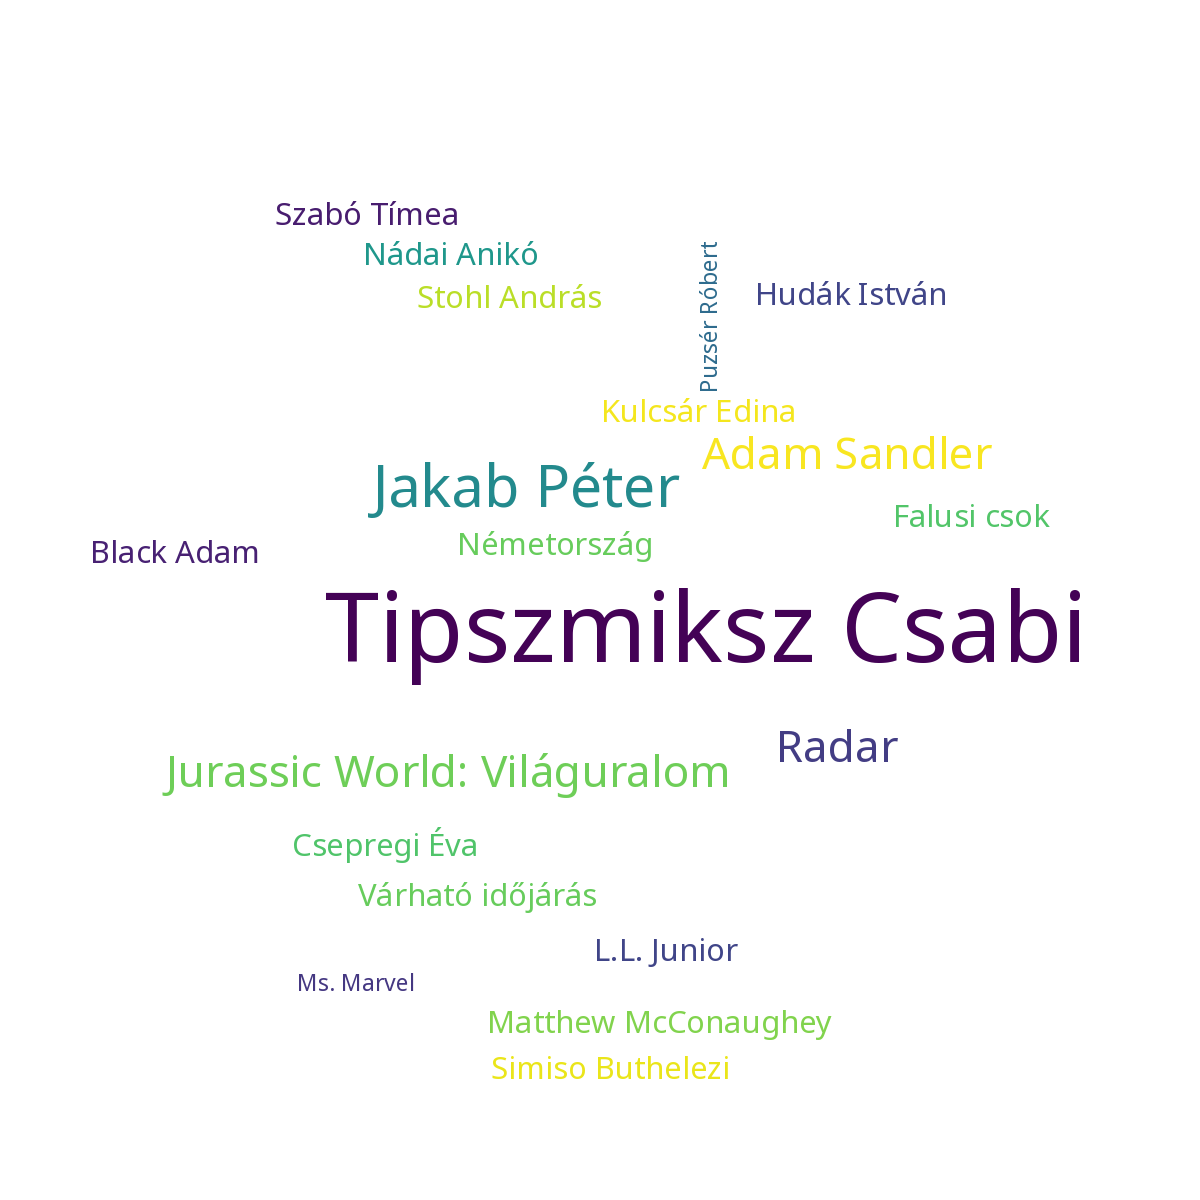 Szabó Tímea
Nádai Anikó
Stohl András
Puzsér Róbert
Hudák István
Kulcsár Edina
Adam Sandler
Jakab Péter
Falusi csok
Németország
Black Adam
Tipszmiksz Csabi
Radar
Jurassic World: Világuralom
Csepregi Éva
Várható időjárás
L.L. Junior
Ms. Marvel
Matthew McConaughey
Simiso Buthelezi